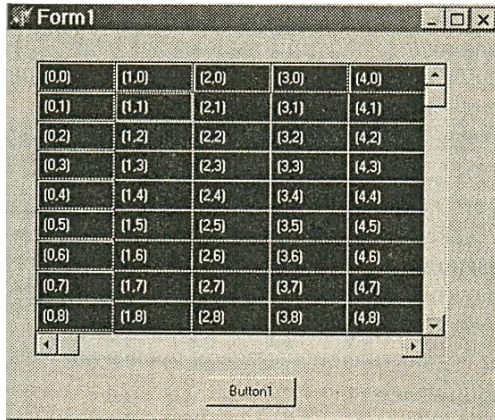 Form1
(0,0) (1,0) (2,0) (3,0) (4,0)
(0,1) (1,1) (2,1) (3,1) (4,1)
(0,2) (1,2) (2,2) (3,2) (4,2)
(0,3) (1,3) (2,3) (3,3) (4,3)
(0,4) (1,4) (2,4) (3,4) (4,4)
(0,5) (1,5) (2,5) (3,5) (4,5)
(0,6) (1,6) (2,6) (3,6) (4,6)
(0,7) (1,7) (2,7) (3,7) (4,7)
(0,8) (1,8) (2,8) (3,8) (4,8)
Button1